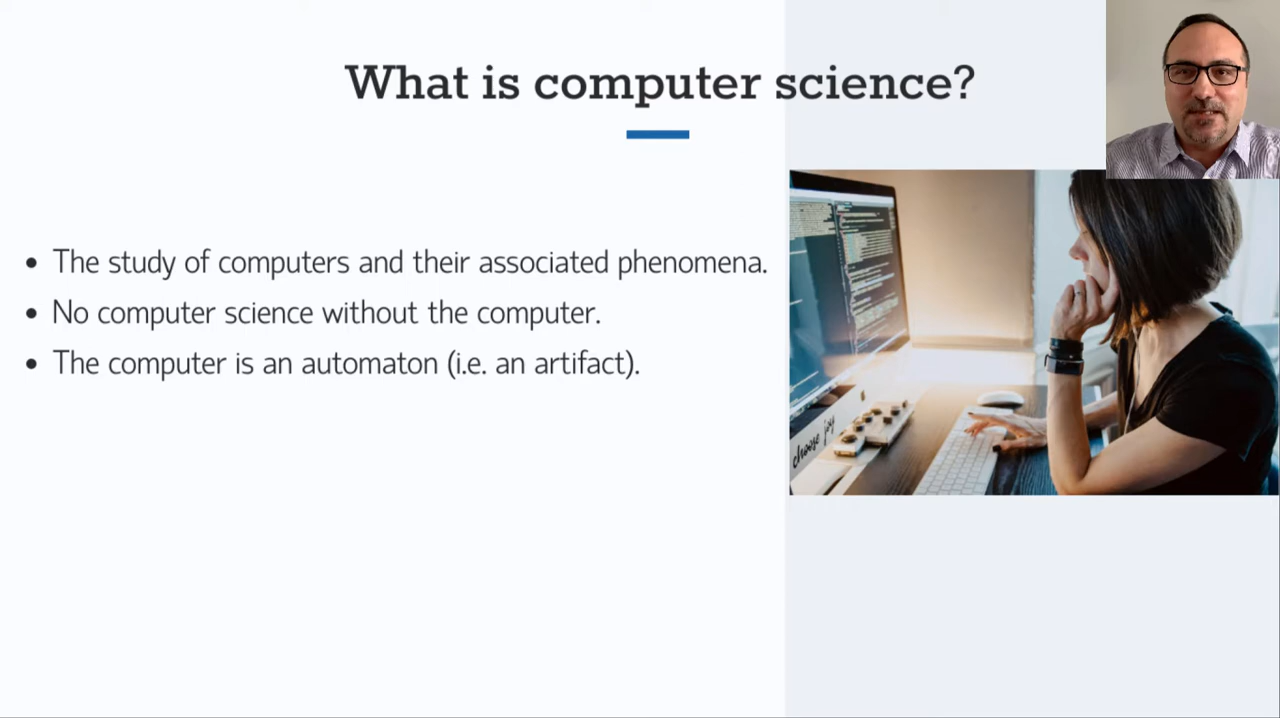 What is computer science?
The study of computers and their associated phenomena.
No computer science without the computer.
The computer is an automaton (i.e. an artifact).
choose joy